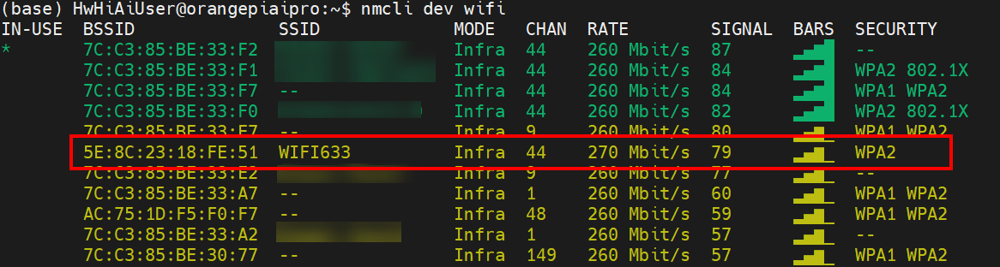 (base) HwHiAiUser@orangepiaipro:~$ nmcli dev wifi
IN-USE  BSSID              SSID     MODE   CHAN  RATE        SIGNAL  BARS  SECURITY
*       7C:C3:85:BE:33:F2           Infra  44    260 Mbit/s  87            --
        7C:C3:85:BE:33:F1           Infra  44    260 Mbit/s  84            WPA2 802.1X
        7C:C3:85:BE:33:F7  --       Infra  44    260 Mbit/s  84            WPA1 WPA2
        7C:C3:85:BE:33:F0           Infra  44    260 Mbit/s  82            WPA2 802.1X
        7C:C3:85:BE:33:E7  --       Infra  9     260 Mbit/s  80            WPA1 WPA2
        5E:8C:23:18:FE:51  WIFI633  Infra  44    270 Mbit/s  79            WPA2
        7C:C3:85:BE:33:E2           Infra  9     260 Mbit/s  77            --
        7C:C3:85:BE:33:A7  --       Infra  1     260 Mbit/s  60            WPA1 WPA2
        AC:75:1D:F5:F0:F7  --       Infra  48    260 Mbit/s  59            WPA1 WPA2
        7C:C3:85:BE:33:A2           Infra  1     260 Mbit/s  57            --
        7C:C3:85:BE:30:77  --       Infra  149   260 Mbit/s  57            WPA1 WPA2